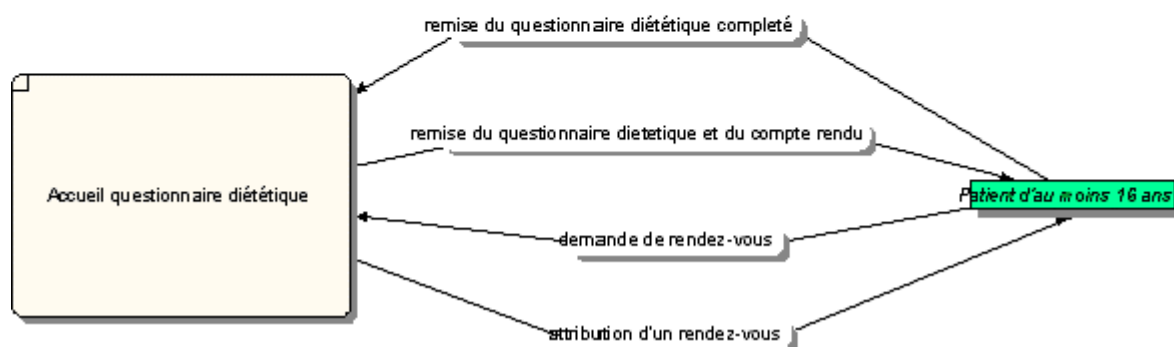 remise du questionnaire diététique completé
remise du questionnaire dietetique et du compte rendu
Accueil questionnaire diététique
Patient d'au moins 16 ans
demande de rendez-vous
attribution d'un rendez-vous